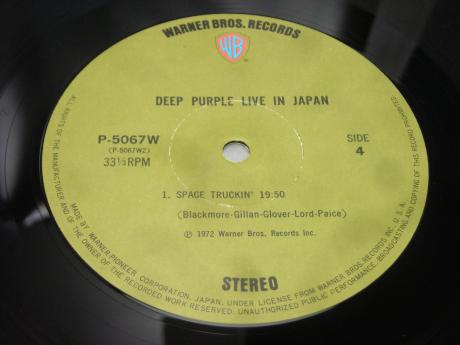 WARNER BROS. RECORDS
WB
DEEP PURPLE LIVE IN JAPAN
P-5067W
(P-5067W2)
33⅓ RPM
SIDE
4
1. SPACE TRUCKIN' 19:50
(Blackmore-Gillan-Glover-Lord-Paice)
Ⓟ 1972 Warner Bros. Records Inc.
STEREO
ALL RIGHTS OF THE MANUFACTURER AND OF THE OWNER OF THE RECORDED WORK RESERVED. UNAUTHORIZED PUBLIC PERFORMANCE, BROADCASTING AND COPYING OF THIS RECORD PROHIBITED
MADE BY WARNER-PIONEER CORPORATION, JAPAN, UNDER LICENSE FROM WARNER BROS. RECORDS INC. U.S.A.